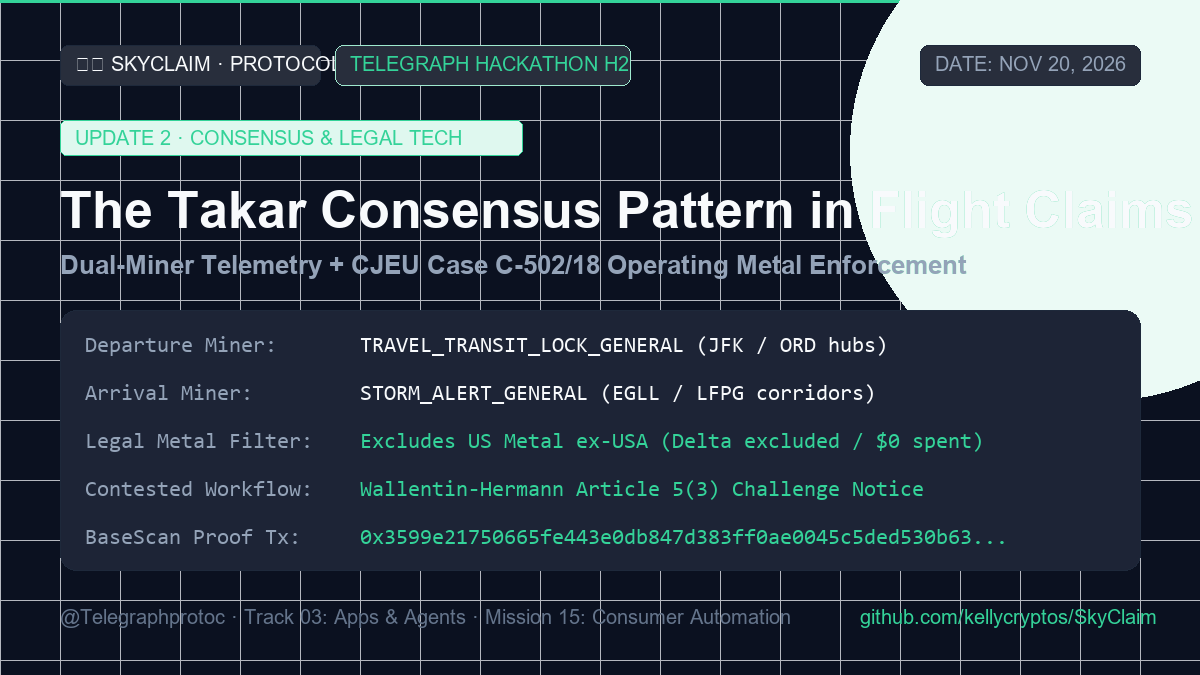 SKYCLAIM · PROTOCOL
TELEGRAPH HACKATHON H2
DATE: NOV 20, 2026
UPDATE 2 · CONSENSUS & LEGAL TECH
The Takar Consensus Pattern in Flight Claims
Dual-Miner Telemetry + CJEU Case C-502/18 Operating Metal Enforcement
Departure Miner: TRAVEL_TRANSIT_LOCK_GENERAL (JFK / ORD hubs)
Arrival Miner: STORM_ALERT_GENERAL (EGLL / LFPG corridors)
Legal Metal Filter: Excludes US Metal ex-USA (Delta excluded / $0 spent)
Contested Workflow: Wallentin-Hermann Article 5(3) Challenge Notice
BaseScan Proof Tx: 0x3599e21750665fe443e0db847d383ff0ae0045c5ded530b63...
@Telegraphprotoc · Track 03: Apps & Agents · Mission 15: Consumer Automation
github.com/kellycryptos/SkyClaim